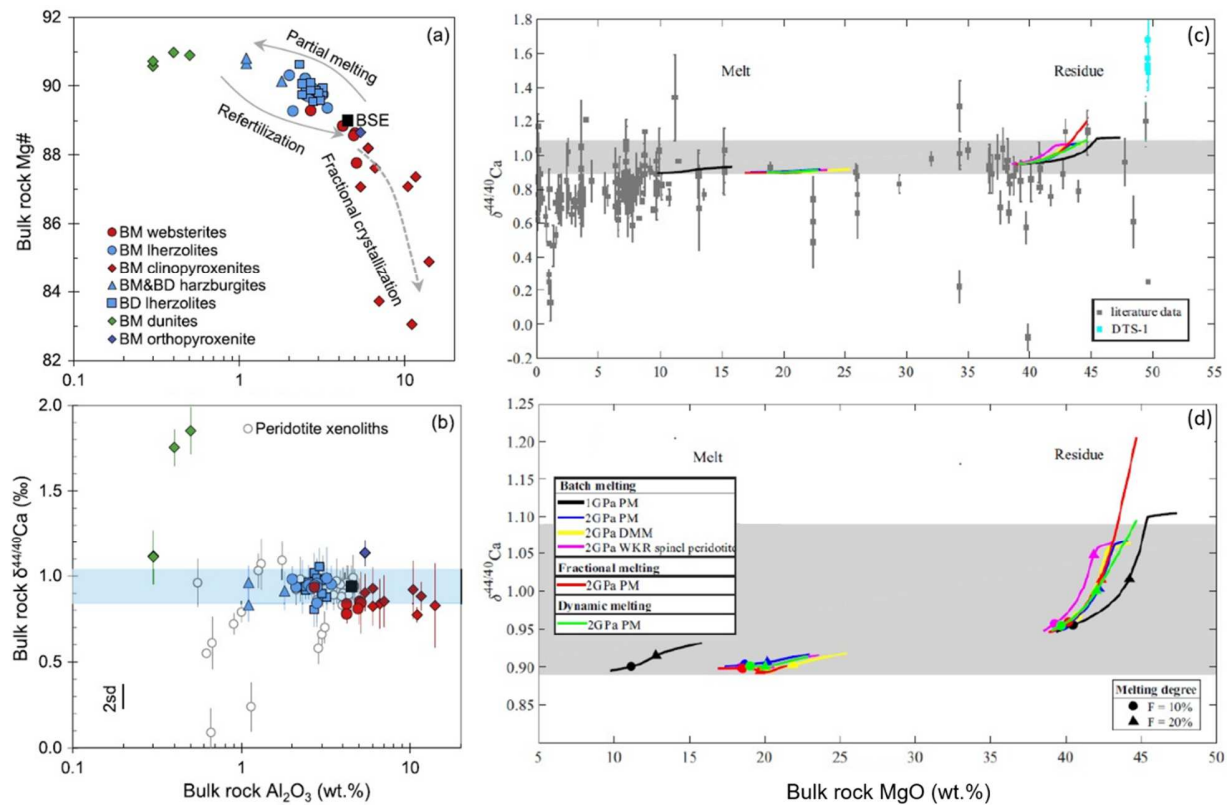 (a)
Bulk rock Mg#
91
90
88
86
84
82
0.1
1
10
Partial melting
Refertilization
BSE
Fractional crystallization
BM websterites
BM lherzolites
BM clinopyroxenites
BM&BD harzburgites
BD lherzolites
BM dunites
BM orthopyroxenite
(c)
δ44/40Ca
1.8
1.6
1.4
1.2
1.0
0.8
0.6
0.4
0.2
0.0
-0.2
0 5 10 15 20 25 30 35 40 45 50 55
Melt
Residue
literature data
DTS-1
(b)
Bulk rock δ44/40Ca (‰)
2.0
1.5
1.0
0.5
0.0
0.1
1
10
Peridotite xenoliths
2sd
Bulk rock Al2O3 (wt.%)
(d)
δ44/40Ca
1.25
1.20
1.15
1.10
1.05
1.00
0.95
0.90
0.85
5 10 15 20 25 30 35 40 45 50
Melt
Residue
Batch melting
1GPa PM
2GPa PM
2GPa DMM
2GPa WKR spinel peridotite
Fractional melting
2GPa PM
Dynamic melting
2GPa PM
Melting degree
F = 10%
F = 20%
Bulk rock MgO (wt.%)